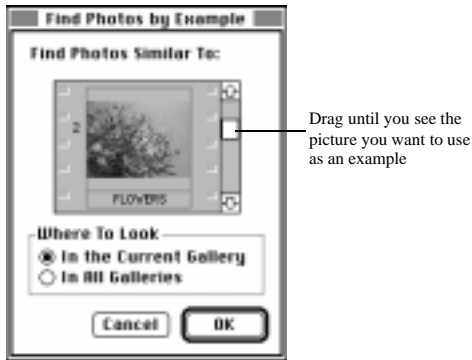 Find Photos by Example
Find Photos Similar To:
2
FLOWERS
Drag until you see the
picture you want to use
as an example
Where To Look
In the Current Gallery
In All Galleries
Cancel
OK